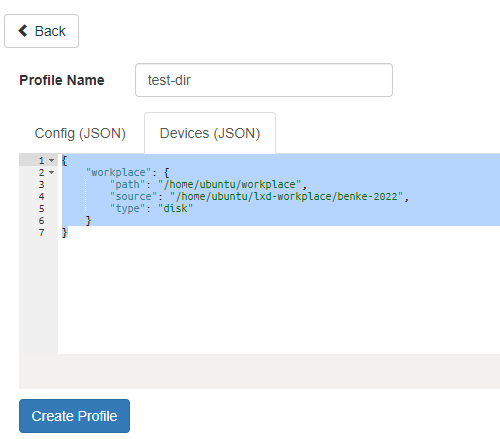 Back
Profile Name test-dir
Config (JSON) Devices (JSON)
1 {
2 "workplace": {
3 "path": "/home/ubuntu/workplace",
4 "source": "/home/ubuntu/lxd-workplace/benke-2022",
5 "type": "disk"
6 }
7 }
Create Profile